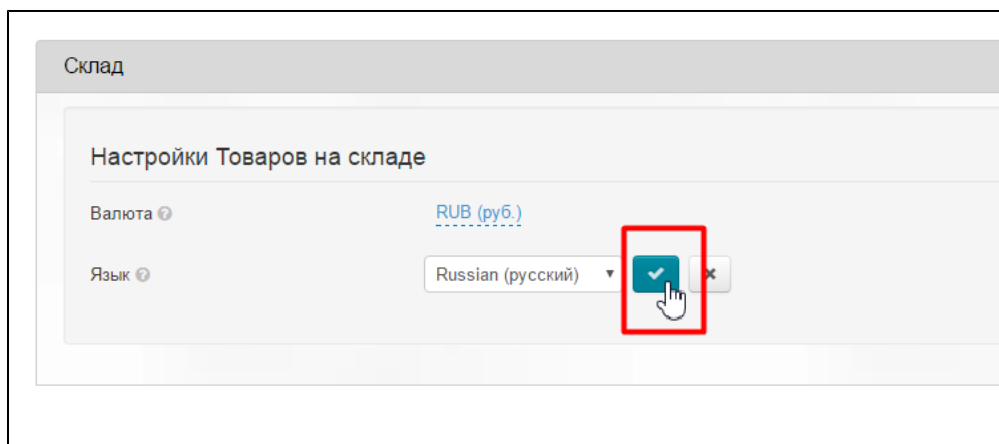 Склад
Настройки Товаров на складе
Валюта
RUB (руб.)
Язык
Russian (русский)